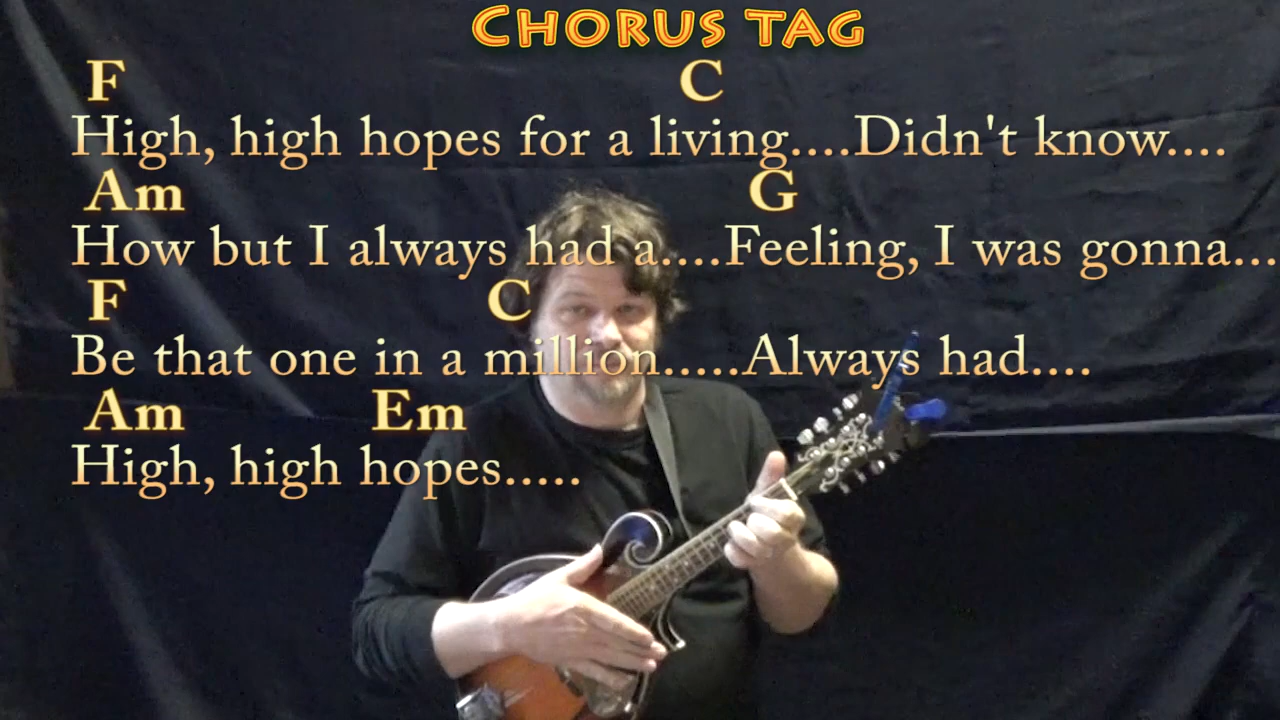 CHORUS TAG
F C
High, high hopes for a living....Didn't know....
Am G
How but I always had a....Feeling, I was gonna...
F C
Be that one in a million.....Always had....
Am Em
High, high hopes.....